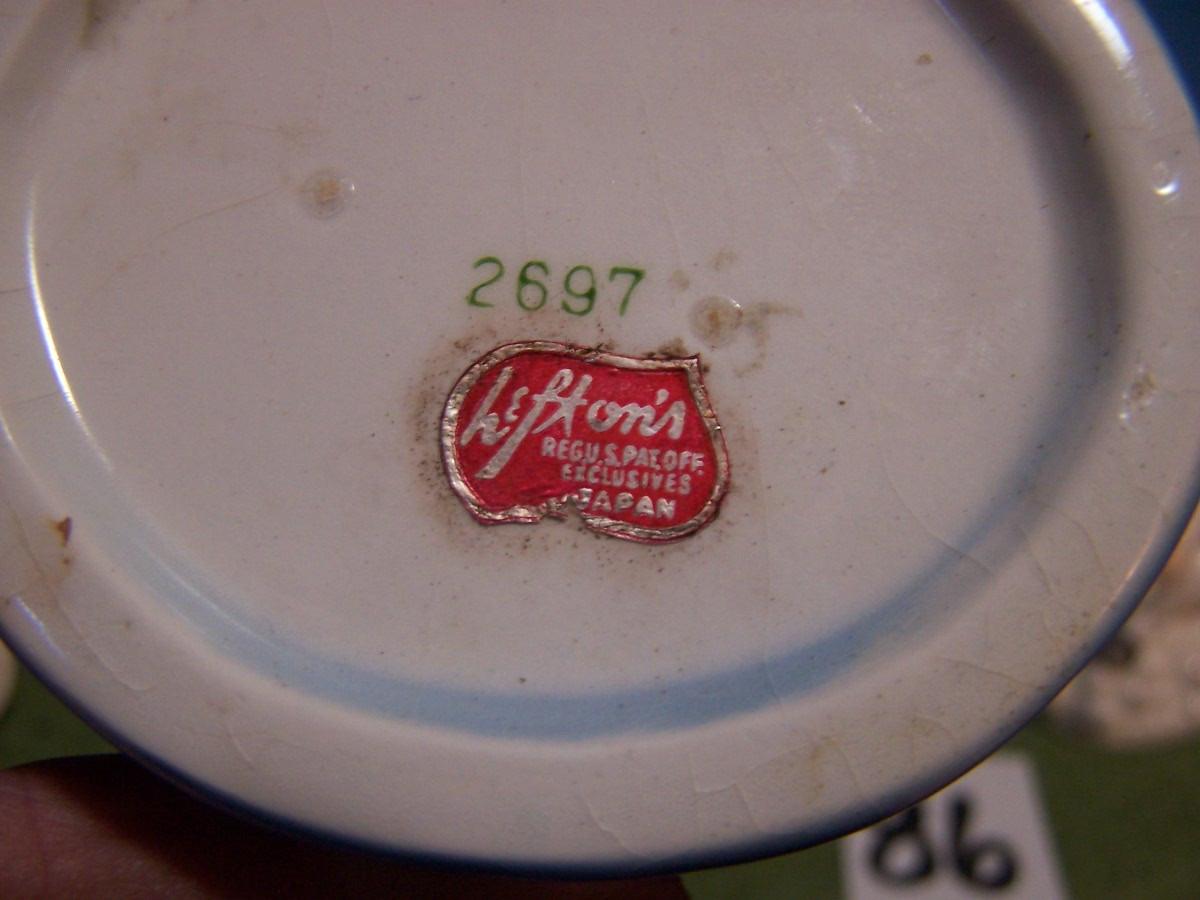 2697
Lefton's
REG.U.S.PAT.OFF.
EXCLUSIVES
JAPAN
86